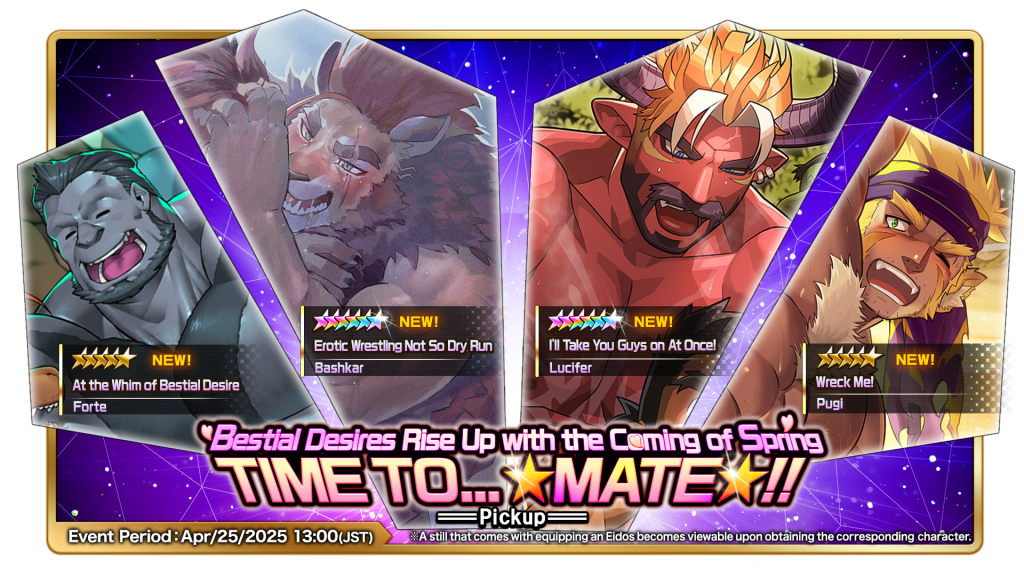 NEW!
At the Whim of Bestial Desire
Forte
NEW!
Erotic Wrestling Not So Dry Run
Bashkar
NEW!
I'll Take You Guys on At Once!
Lucifer
NEW!
Wreck Me!
Pugi
Bestial Desires Rise Up with the Coming of Spring
TIME TO... ★MATE★!!
Pickup
Event Period：Apr/25/2025 13:00(JST)
※A still that comes with equipping an Eidos becomes viewable upon obtaining the corresponding character.